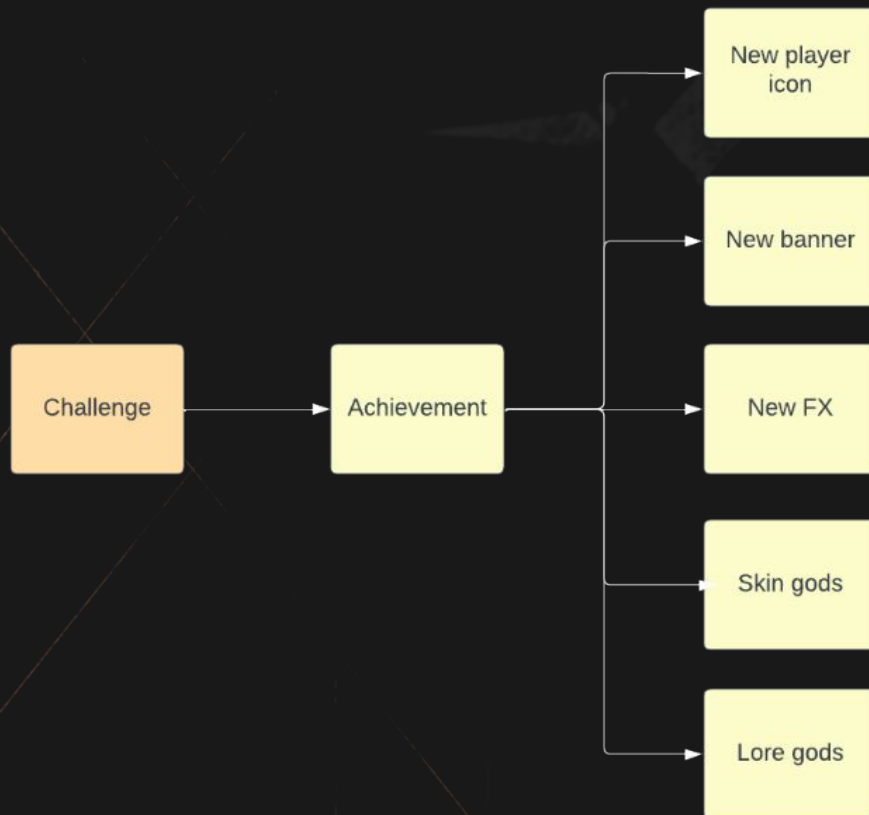 New player
icon
New banner
Challenge
Achievement
New FX
Skin gods
Lore gods